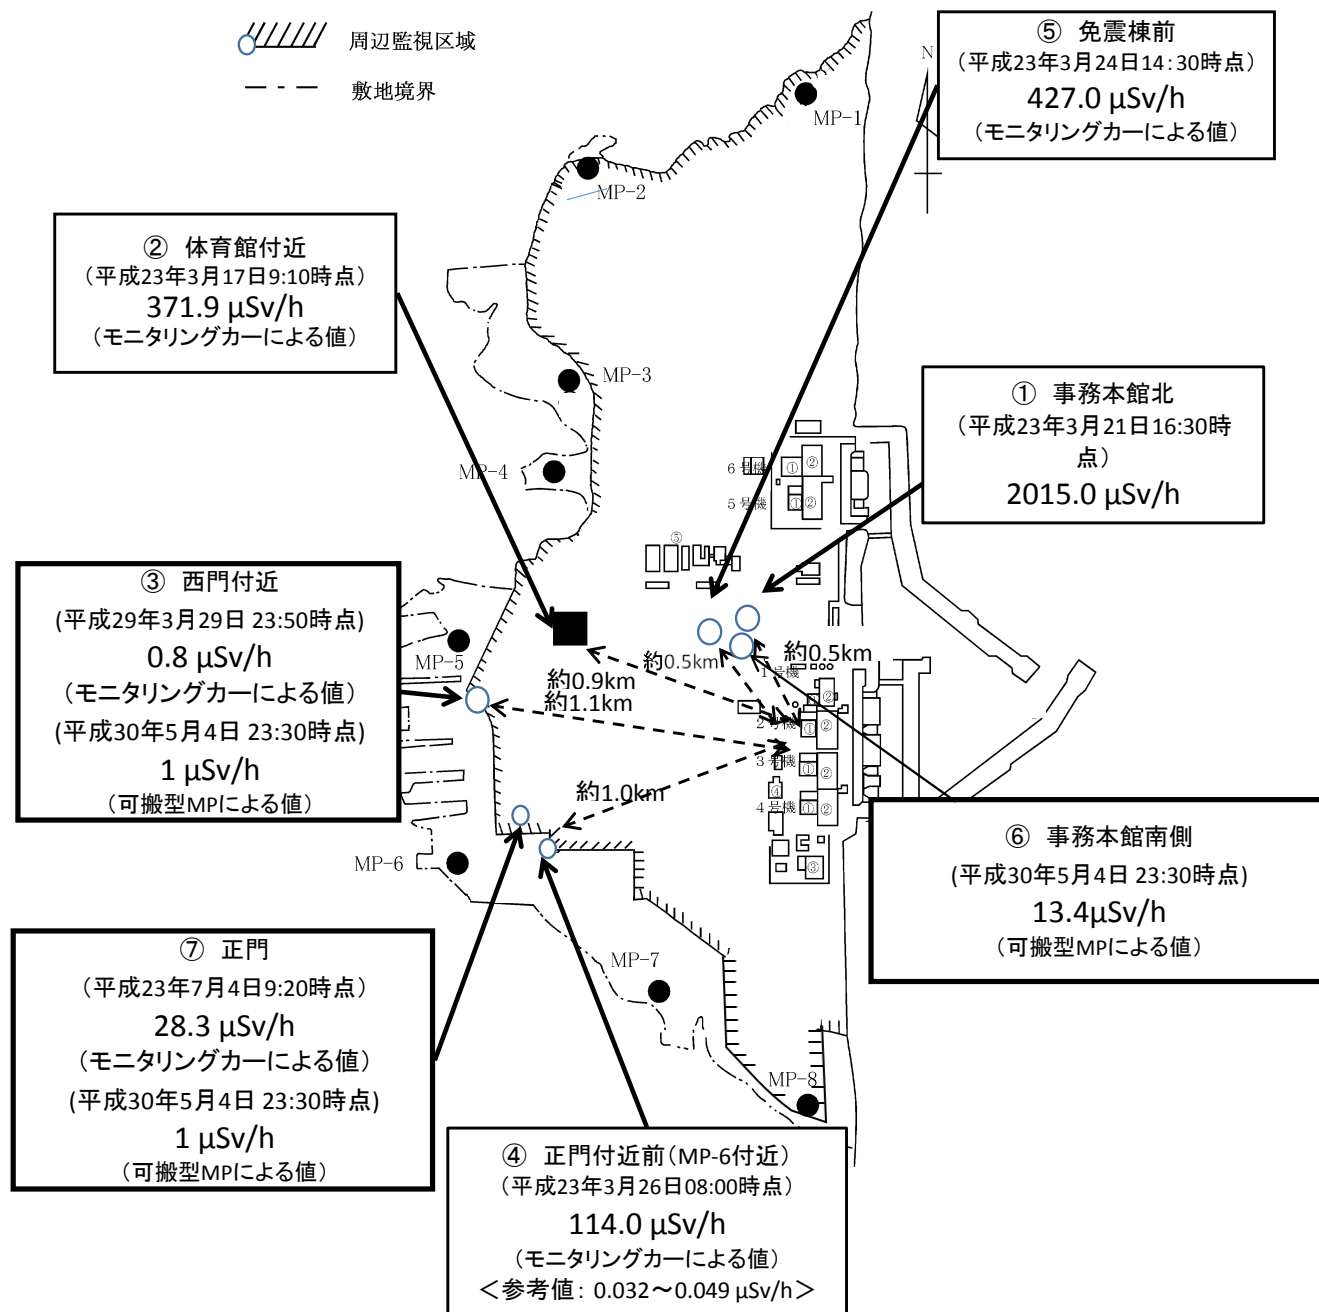 周辺監視区域
敷地境界
⑤ 免震棟前
(平成23年3月24日14:30時点)
427.0 μSv/h
(モニタリングカーによる値)
N
MP-1
MP-2
② 体育館付近
(平成23年3月17日9:10時点)
371.9 μSv/h
(モニタリングカーによる値)
MP-3
① 事務本館北
(平成23年3月21日16:30時
点)
2015.0 μSv/h
MP-4
6号機
① ②
5号機
① ②
⑤
③ 西門付近
(平成29年3月29日 23:50時点)
0.8 μSv/h
(モニタリングカーによる値)
(平成30年5月4日 23:30時点)
1 μSv/h
(可搬型MPによる値)
MP-5
約0.5km
約0.5km
約0.9km
約1.1km
1号機
②
2号機
① ②
3号機
① ②
約1.0km
④
4号機
① ②
③
MP-6
⑥ 事務本館南側
(平成30年5月4日 23:30時点)
13.4μSv/h
(可搬型MPによる値)
⑦ 正門
(平成23年7月4日9:20時点)
28.3 μSv/h
(モニタリングカーによる値)
(平成30年5月4日 23:30時点)
1 μSv/h
(可搬型MPによる値)
MP-7
MP-8
④ 正門付近前(MP-6付近)
(平成23年3月26日08:00時点)
114.0 μSv/h
(モニタリングカーによる値)
<参考値: 0.032～0.049 μSv/h>